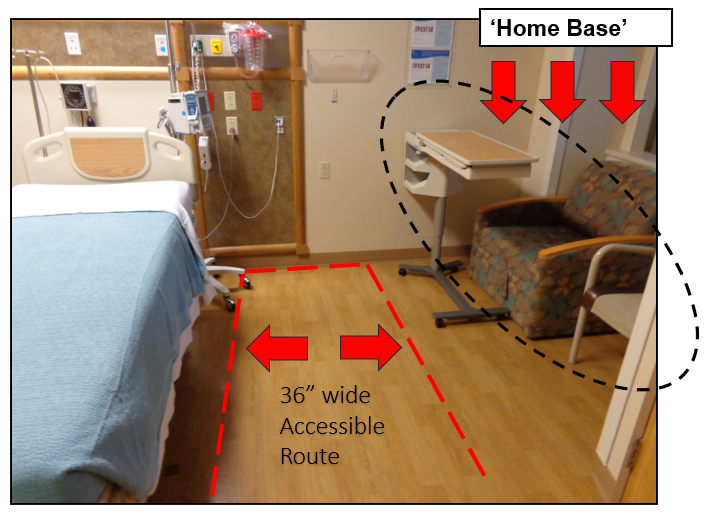 ‘Home Base’
36” wide
Accessible
Route